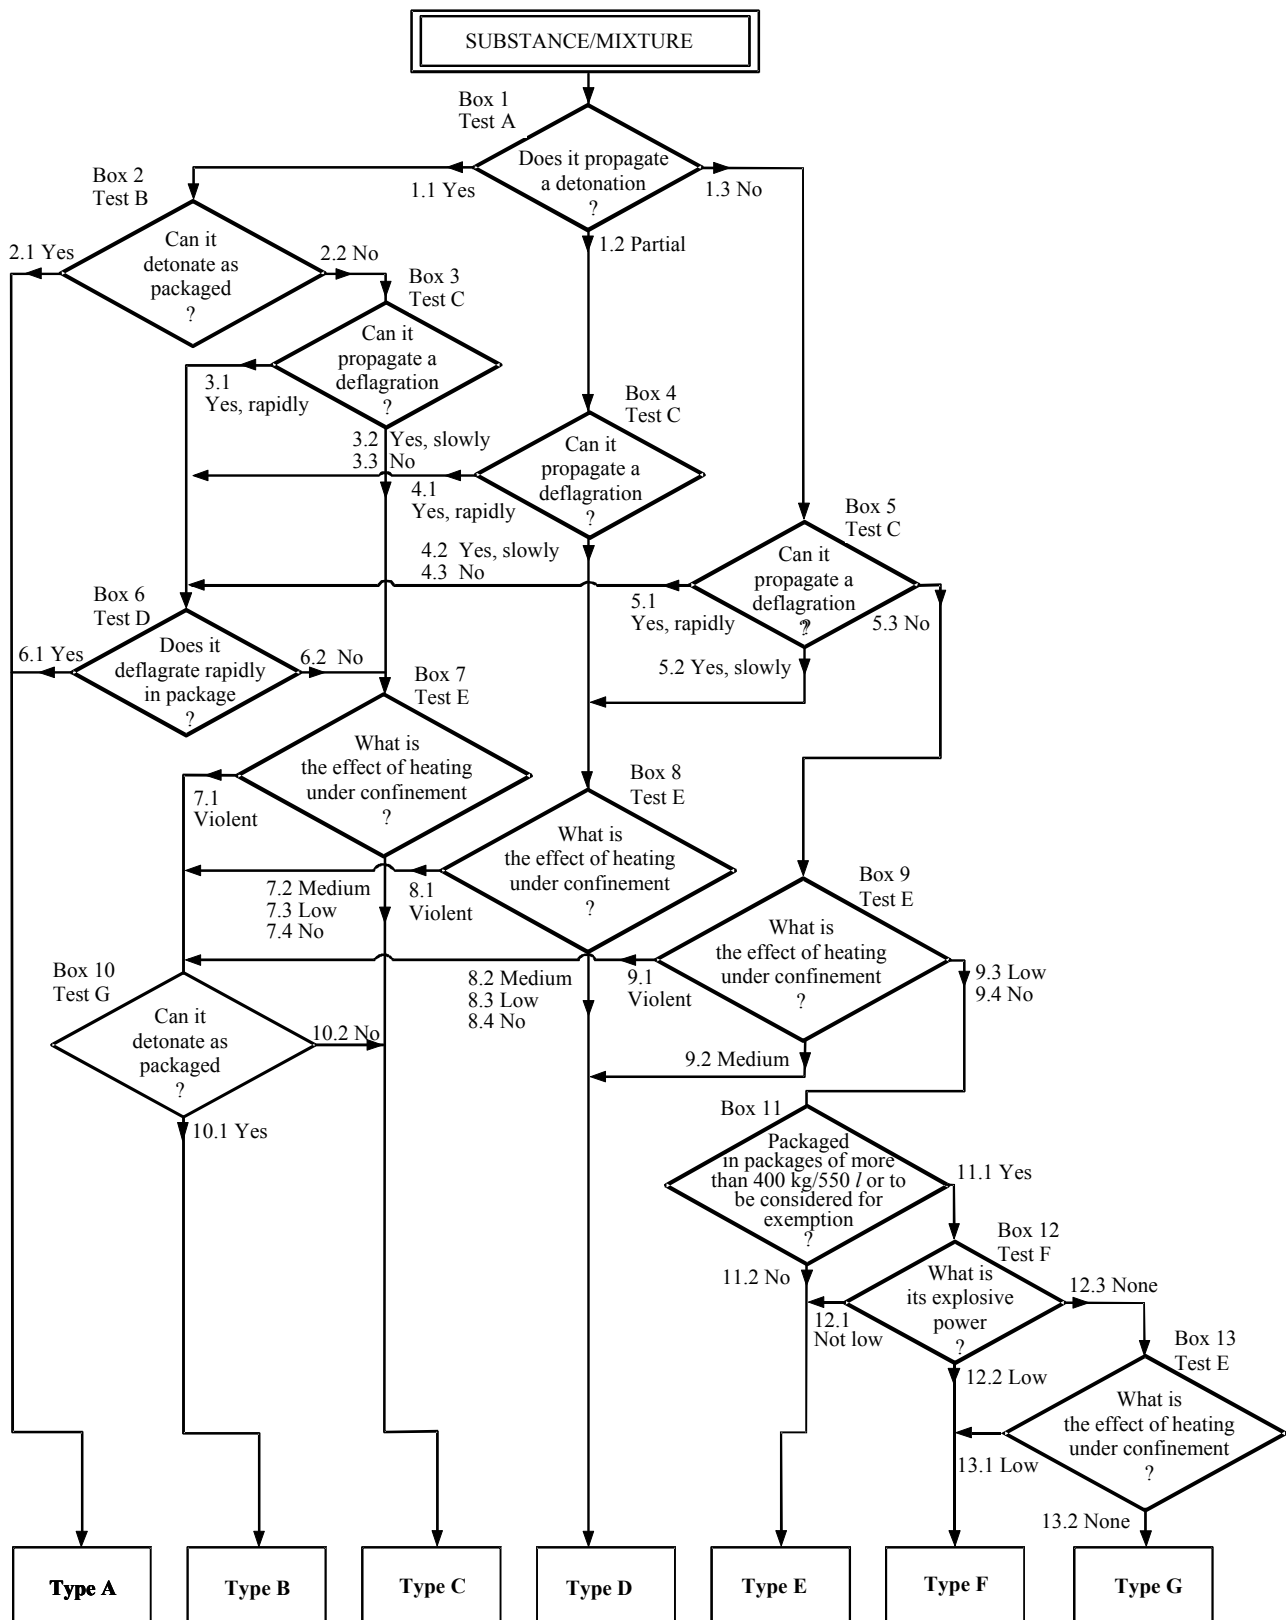 SUBSTANCE/MIXTURE
Box 1
Test A
Does it propagate
a detonation
?
1.1 Yes
1.3 No
1.2 Partial
Box 2
Test B
Can it
detonate as
packaged
?
2.1 Yes
2.2 No
Box 3
Test C
Can it
propagate a
deflagration
?
3.1
Yes, rapidly
3.2 Yes, slowly
3.3 No
Box 4
Test C
Can it
propagate a
deflagration
?
4.1
Yes, rapidly
4.2 Yes, slowly
4.3 No
Box 5
Test C
Can it
propagate a
deflagration
?
5.1
Yes, rapidly
5.3 No
5.2 Yes, slowly
Box 6
Test D
Does it
deflagrate rapidly
in package
?
6.1 Yes
6.2 No
Box 7
Test E
What is
the effect of heating
under confinement
?
7.1
Violent
7.2 Medium
7.3 Low
7.4 No
Box 8
Test E
What is
the effect of heating
under confinement
?
8.1
Violent
8.2 Medium
8.3 Low
8.4 No
Box 9
Test E
What is
the effect of heating
under confinement
?
9.1
Violent
9.3 Low
9.4 No
9.2 Medium
Box 10
Test G
Can it
detonate as
packaged
?
10.2 No
10.1 Yes
Box 11
Packaged
in packages of more
than 400 kg/550 l or to
be considered for
exemption
?
11.1 Yes
11.2 No
Box 12
Test F
What is
its explosive
power
?
12.3 None
12.1
Not low
12.2 Low
Box 13
Test E
What is
the effect of heating
under confinement
?
13.1 Low
13.2 None
Type A
Type B
Type C
Type D
Type E
Type F
Type G